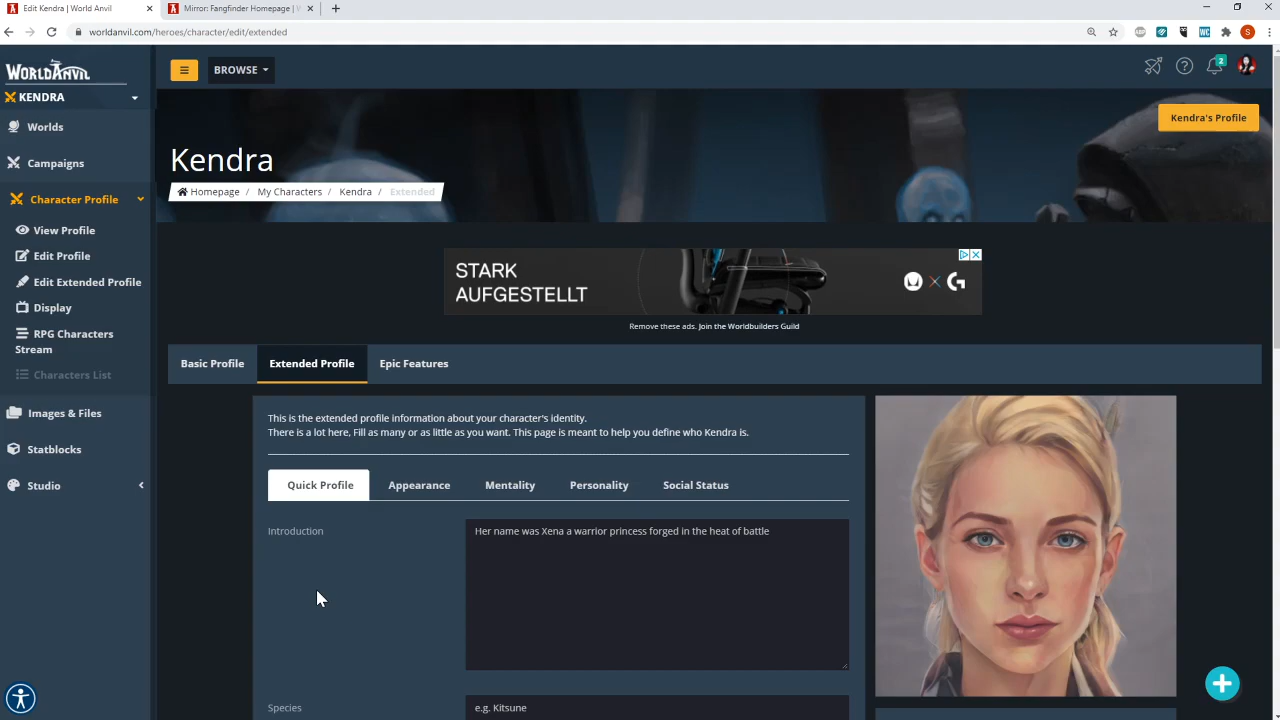 Edit Kendra | World Anvil
Mirror: Fangfinder Homepage | W
worldanvil.com/heroes/character/edit/extended
ABP
WC
S
WORLDANVIL
BROWSE
2
KENDRA
Kendra's Profile
Worlds
Kendra
Campaigns
Homepage / My Characters / Kendra / Extended
Character Profile
View Profile
Edit Profile
Edit Extended Profile
Display
RPG Characters
Stream
Characters List
Images & Files
Statblocks
Studio
STARK
AUFGESTELLT
Remove these ads. Join the Worldbuilders Guild
Basic Profile
Extended Profile
Epic Features
This is the extended profile information about your character's identity.
There is a lot here, Fill as many or as little as you want. This page is meant to help you define who Kendra is.
Quick Profile
Appearance
Mentality
Personality
Social Status
Introduction
Her name was Xena a warrior princess forged in the heat of battle
Species
e.g. Kitsune